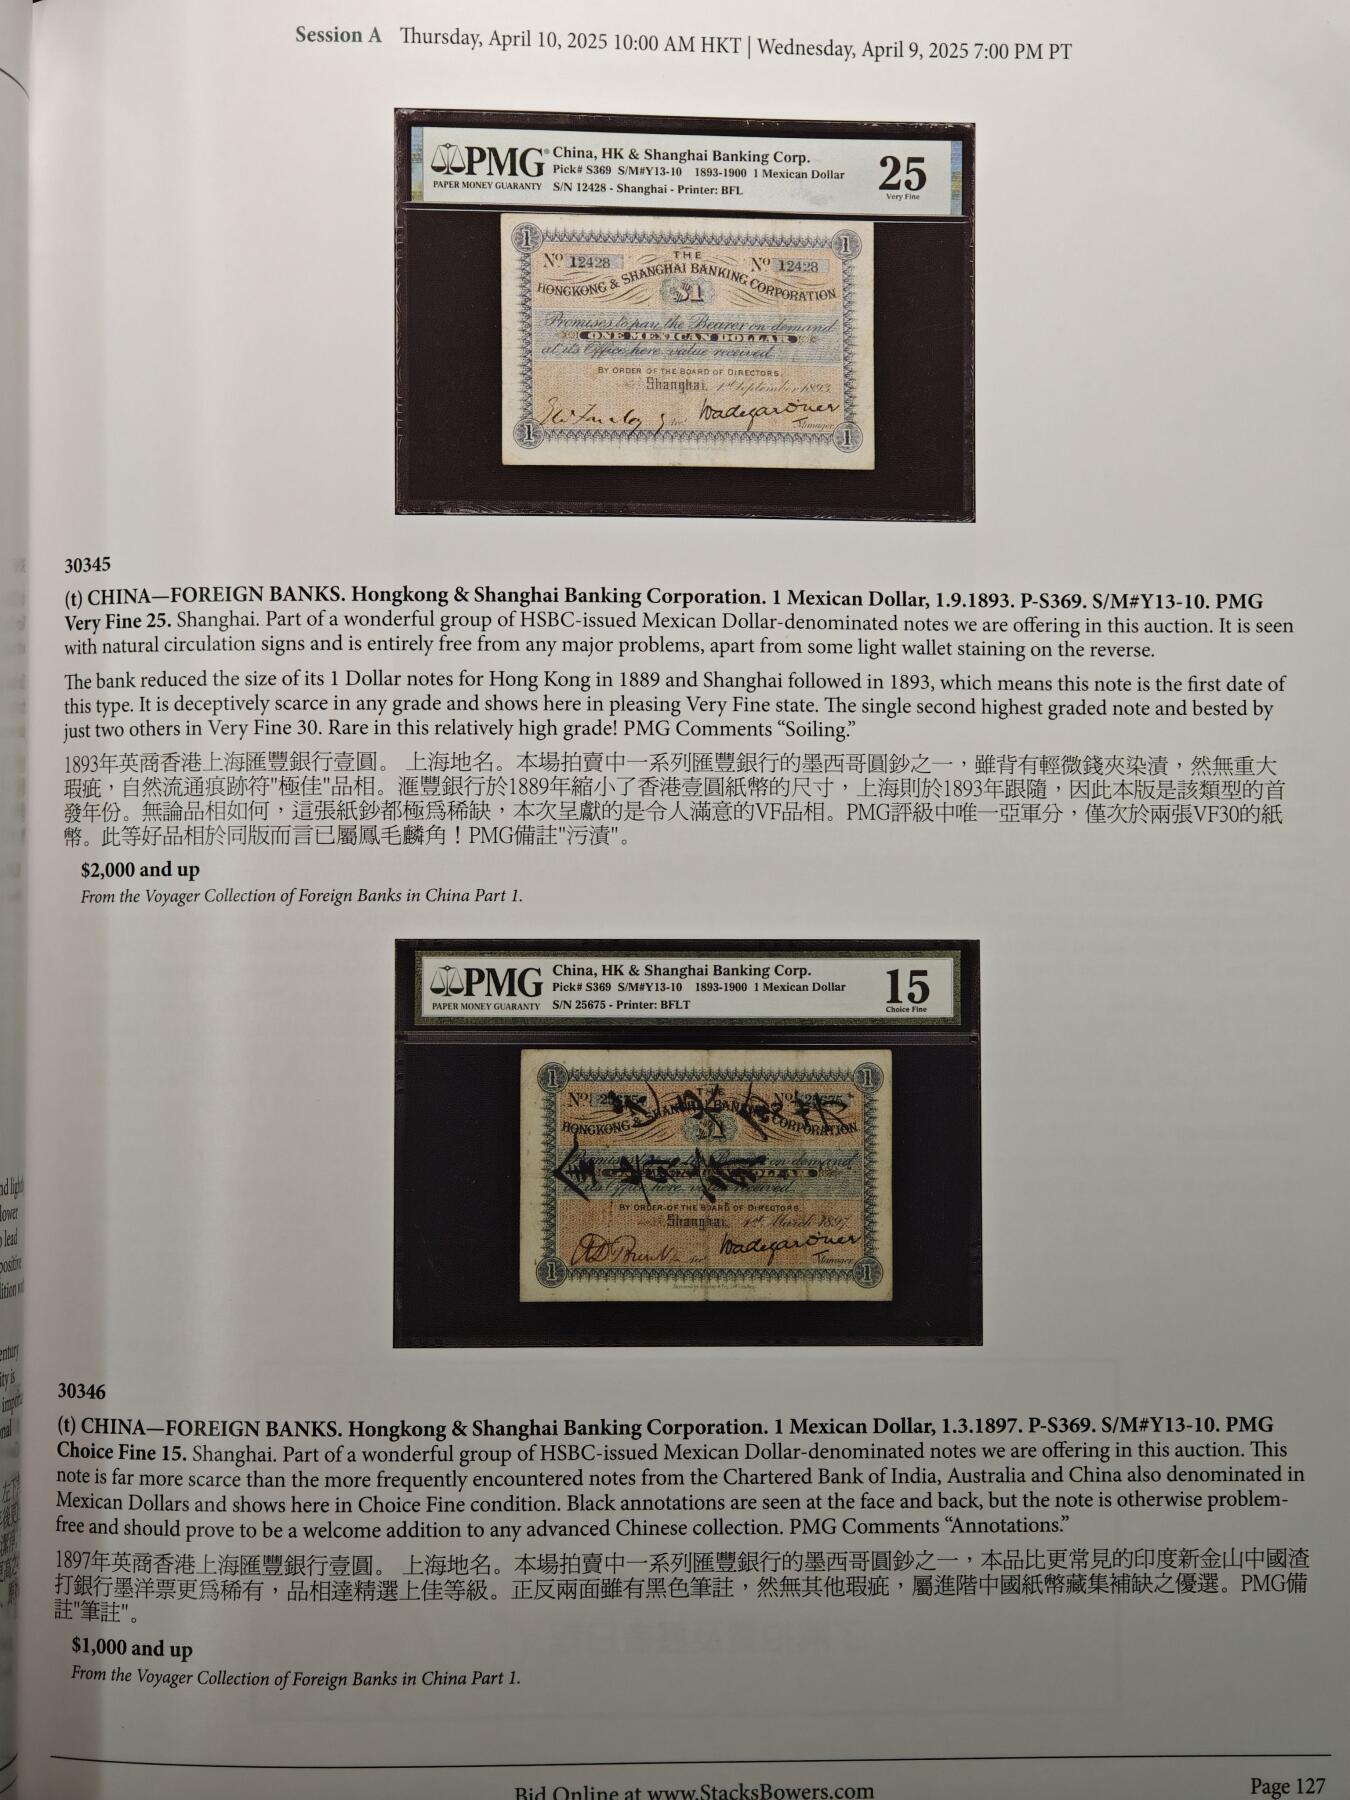 Session A Thursday, April 10, 2025 10:00 AM HKT | Wednesday, April 9, 2025 7:00 PM PT
PMG PAPER MONEY GUARANTY
China, HK & Shanghai Banking Corp.
Pick# S369 S/M#Y13-10 1893-1900 1 Mexican Dollar
S/N 12428 - Shanghai - Printer: BFL
25
Very Fine
1 1
Nº 12428 THE Nº 12428
HONGKONG & SHANGHAI BANKING CORPORATION
$1
Promises to pay the Bearer on demand
ONE MEXICAN DOLLAR
at its Office here value received
BY ORDER OF THE BOARD OF DIRECTORS.
Shanghai, 1st September 1893
Manager
1 1
30345
(t) CHINA—FOREIGN BANKS. Hongkong & Shanghai Banking Corporation. 1 Mexican Dollar, 1.9.1893. P-S369. S/M#Y13-10. PMG
Very Fine 25. Shanghai. Part of a wonderful group of HSBC-issued Mexican Dollar-denominated notes we are offering in this auction. It is seen
with natural circulation signs and is entirely free from any major problems, apart from some light wallet staining on the reverse.
The bank reduced the size of its 1 Dollar notes for Hong Kong in 1889 and Shanghai followed in 1893, which means this note is the first date of
this type. It is deceptively scarce in any grade and shows here in pleasing Very Fine state. The single second highest graded note and bested by
just two others in Very Fine 30. Rare in this relatively high grade! PMG Comments “Soiling.”
1893年英商香港上海匯豐銀行壹圓。 上海地名。本場拍賣中一系列匯豐銀行的墨西哥圓鈔之一，雖背有輕微錢夾染漬，然無重大
瑕疵，自然流通痕跡符"極佳"品相。滙豐銀行於1889年縮小了香港壹圓紙幣的尺寸，上海則於1893年跟隨，因此本版是該類型的首
發年份。無論品相如何，這張紙鈔都極爲稀缺，本次呈獻的是令人滿意的VF品相。PMG評級中唯一亞軍分，僅次於兩張VF30的紙
幣。此等好品相於同版而言已屬鳳毛麟角！PMG備註"污漬"。
$2,000 and up
From the Voyager Collection of Foreign Banks in China Part 1.
PMG PAPER MONEY GUARANTY
China, HK & Shanghai Banking Corp.
Pick# S369 S/M#Y13-10 1893-1900 1 Mexican Dollar
S/N 25675 - Printer: BFLT
15
Choice Fine
1 1
Nº 25675 THE Nº 25675
HONGKONG & SHANGHAI BANKING CORPORATION
$1
on demand
here received
BY ORDER OF THE BOARD OF DIRECTORS
Shanghai, 1st March 1897
Manager
1 1
30346
(t) CHINA—FOREIGN BANKS. Hongkong & Shanghai Banking Corporation. 1 Mexican Dollar, 1.3.1897. P-S369. S/M#Y13-10. PMG
Choice Fine 15. Shanghai. Part of a wonderful group of HSBC-issued Mexican Dollar-denominated notes we are offering in this auction. This
note is far more scarce than the more frequently encountered notes from the Chartered Bank of India, Australia and China also denominated in
Mexican Dollars and shows here in Choice Fine condition. Black annotations are seen at the face and back, but the note is otherwise problem-
free and should prove to be a welcome addition to any advanced Chinese collection. PMG Comments “Annotations.”
1897年英商香港上海匯豐銀行壹圓。 上海地名。本場拍賣中一系列匯豐銀行的墨西哥圓鈔之一，本品比更常見的印度新金山中國渣
打銀行墨洋票更爲稀有，品相達精選上佳等級。正反兩面雖有黑色筆註，然無其他瑕疵，屬進階中國紙幣藏集補缺之優選。PMG備
註"筆註"。
$1,000 and up
From the Voyager Collection of Foreign Banks in China Part 1.
Bid Online at www.StacksBowers.com
Page 127